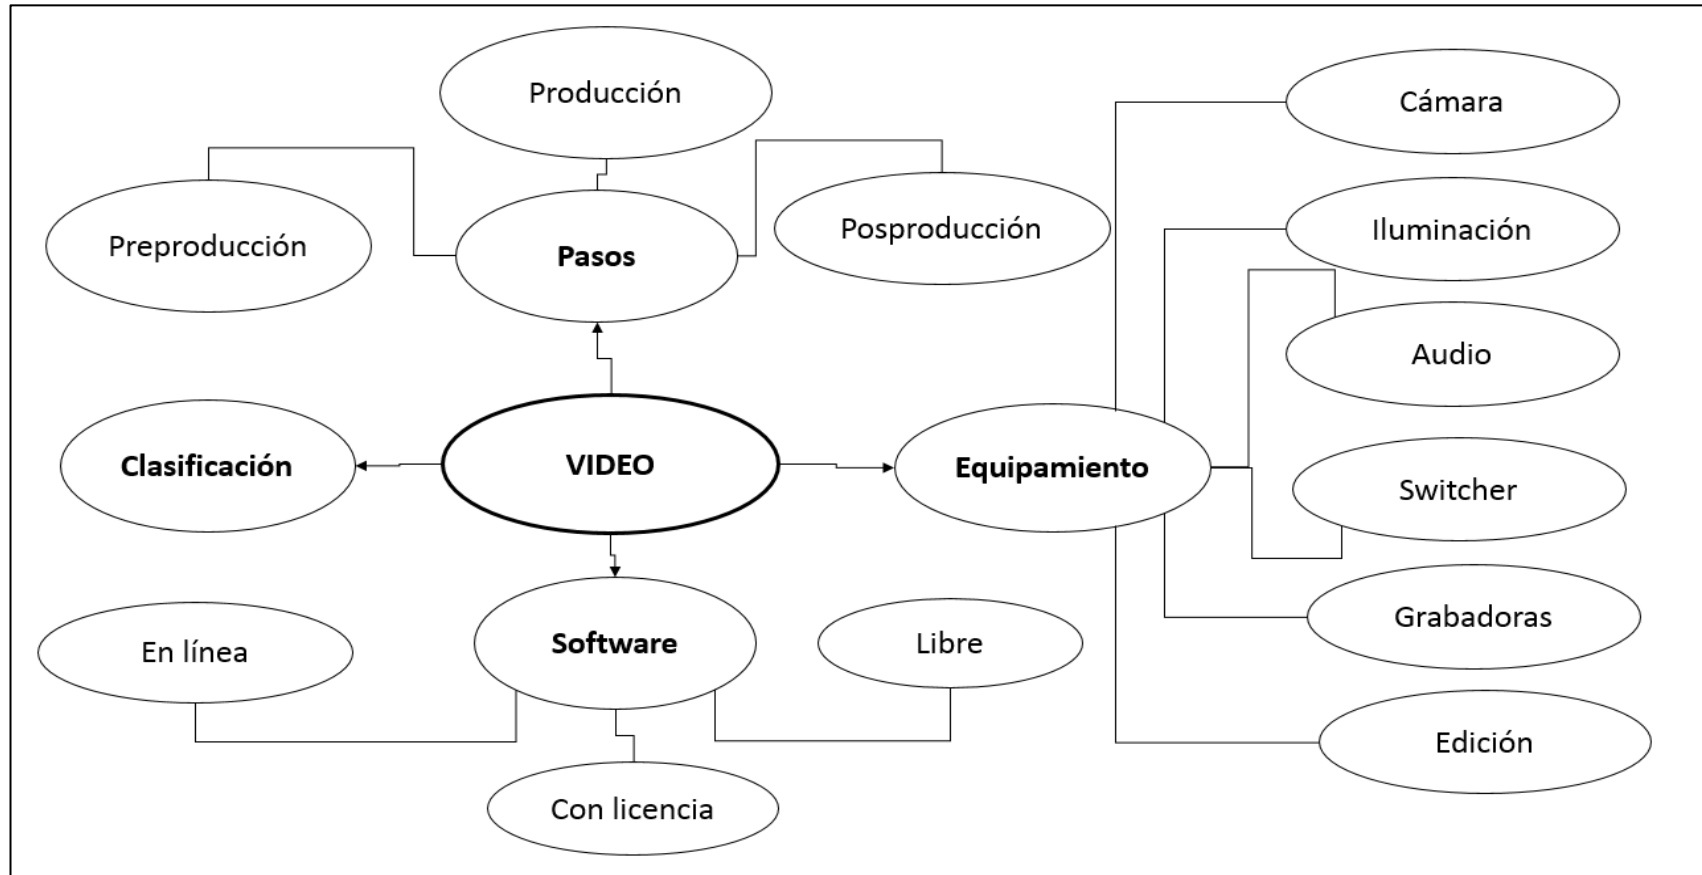 Producción
Preproducción
Pasos
Posproducción
Clasificación
VIDEO
Equipamiento
Cámara
Iluminación
Audio
Switcher
Grabadoras
Edición
En línea
Software
Libre
Con licencia